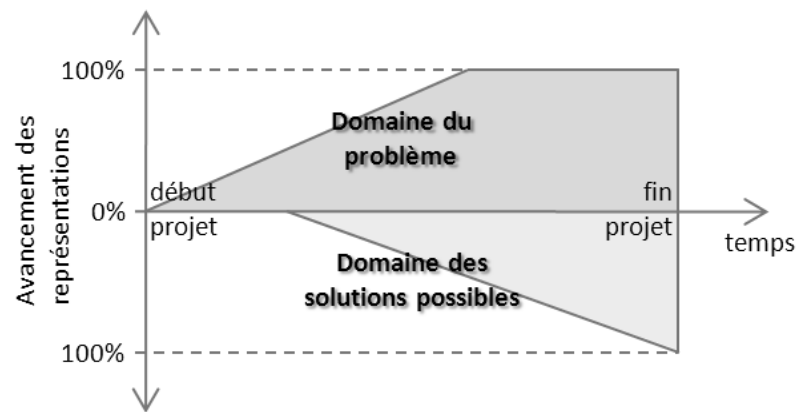 100%
Domaine du
problème
Avancement des
représentations
début
fin
0%
projet
projet
temps
Domaine des
solutions possibles
100%